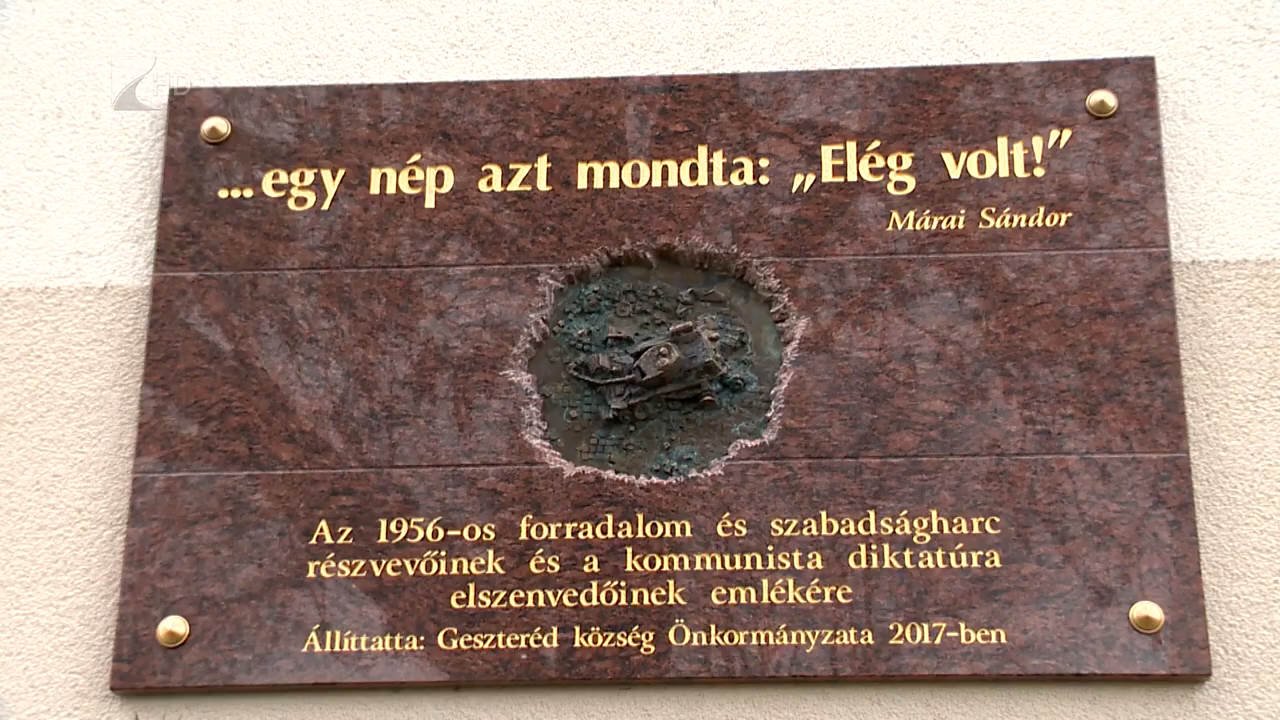 HD
...egy nép azt mondta: „Elég volt!”
Márai Sándor
Az 1956-os forradalom és szabadságharc
részvevőinek és a kommunista diktatúra
elszenvedőinek emlékére
Állíttatta: Geszteréd község Önkormányzata 2017-ben